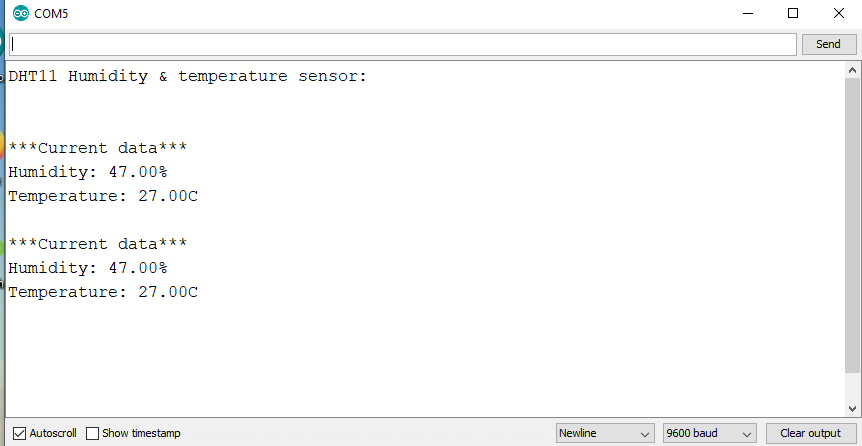 COM5
Send
DHT11 Humidity & temperature sensor:
***Current data***
Humidity: 47.00%
Temperature: 27.00C
***Current data***
Humidity: 47.00%
Temperature: 27.00C
Autoscroll Show timestamp Newline 9600 baud Clear output